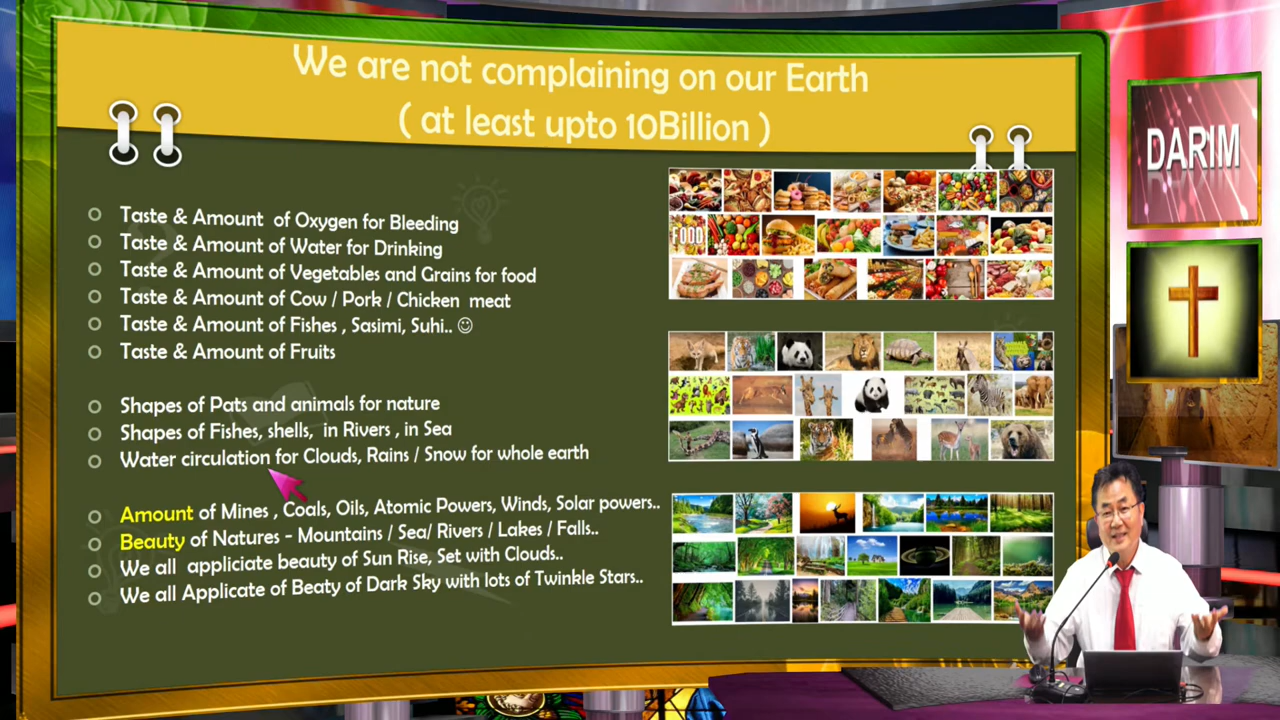 We are not complaining on our Earth
( at least upto 10Billion )
Taste & Amount of Oxygen for Bleeding
Taste & Amount of Water for Drinking
Taste & Amount of Vegetables and Grains for food
Taste & Amount of Cow / Pork / Chicken meat
Taste & Amount of Fishes , Sasimi, Suhi.. ☺
Taste & Amount of Fruits
Shapes of Pats and animals for nature
Shapes of Fishes, shells, in Rivers , in Sea
Water circulation for Clouds, Rains / Snow for whole earth
Amount of Mines , Coals, Oils, Atomic Powers, Winds, Solar powers..
Beauty of Natures - Mountains / Sea/ Rivers / Lakes / Falls..
We all appliciate beauty of Sun Rise, Set with Clouds..
We all Applicate of Beaty of Dark Sky with lots of Twinkle Stars..
FOOD
DARIM